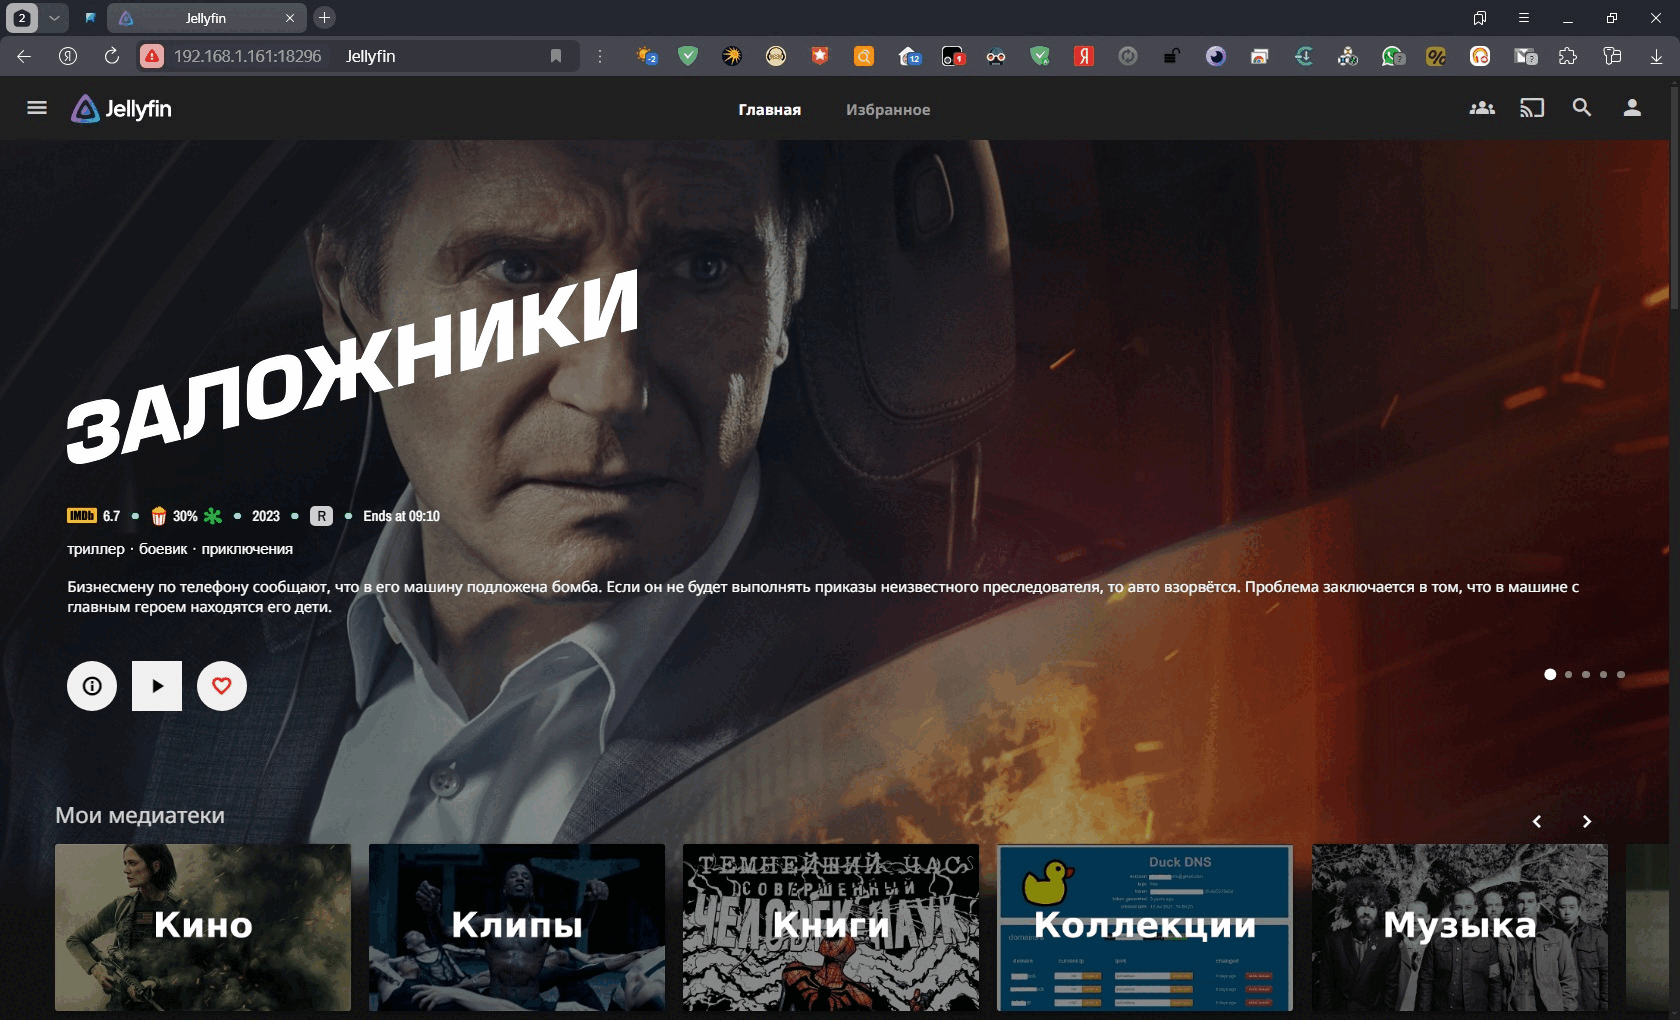 2
Jellyfin
192.168.1.161:18296 Jellyfin
-2
12
Jellyfin
Главная
Избранное
ЗАЛОЖНИКИ
IMDb 6.7 • 30% • 2023 • R • Ends at 09:10
триллер · боевик · приключения
Бизнесмену по телефону сообщают, что в его машину подложена бомба. Если он не будет выполнять приказы неизвестного преследователя, то авто взорвётся. Проблема заключается в том, что в машине с
главным героем находятся его дети.
Мои медиатеки
Кино
Клипы
ТЕМНЕЙШИЙ ЧАС
СОВЕРШЕННЫЙ
ЧЕЛОВЕК-ПАУК
Книги
Duck DNS
domains
Коллекции
Музыка